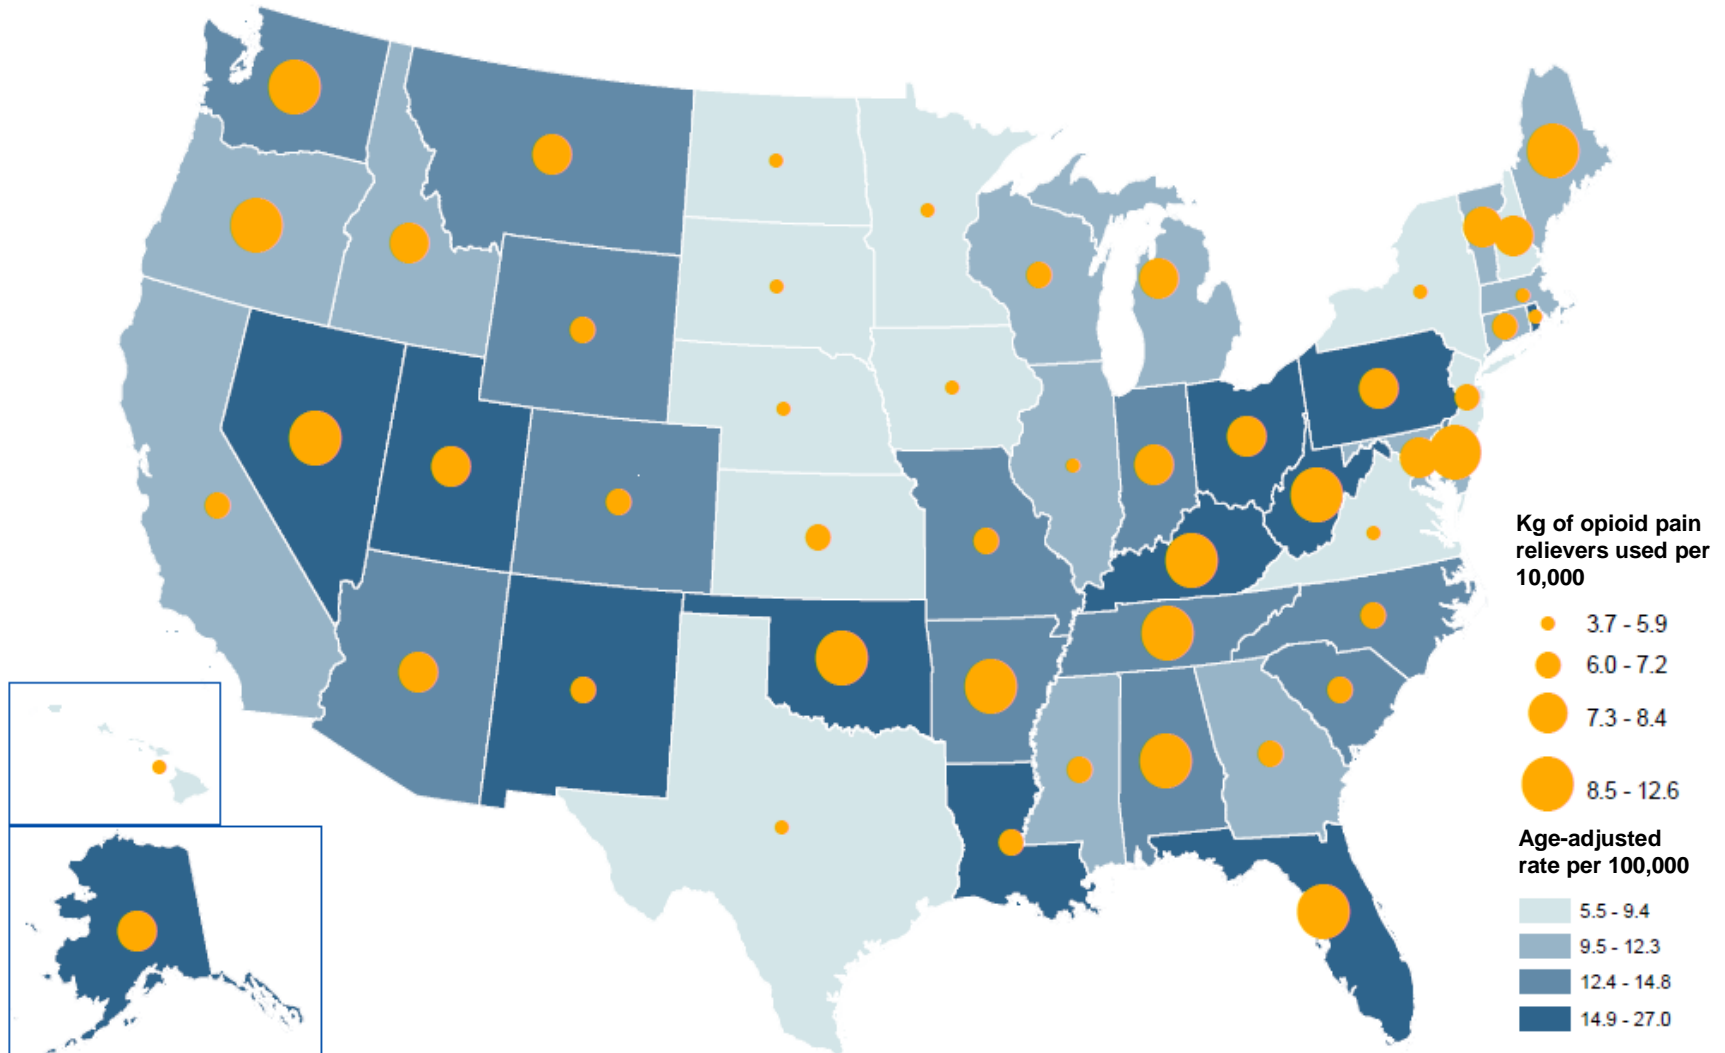 Kg of opioid pain
relievers used per
10,000
3.7 - 5.9
6.0 - 7.2
7.3 - 8.4
8.5 - 12.6
Age-adjusted
rate per 100,000
5.5 - 9.4
9.5 - 12.3
12.4 - 14.8
14.9 - 27.0